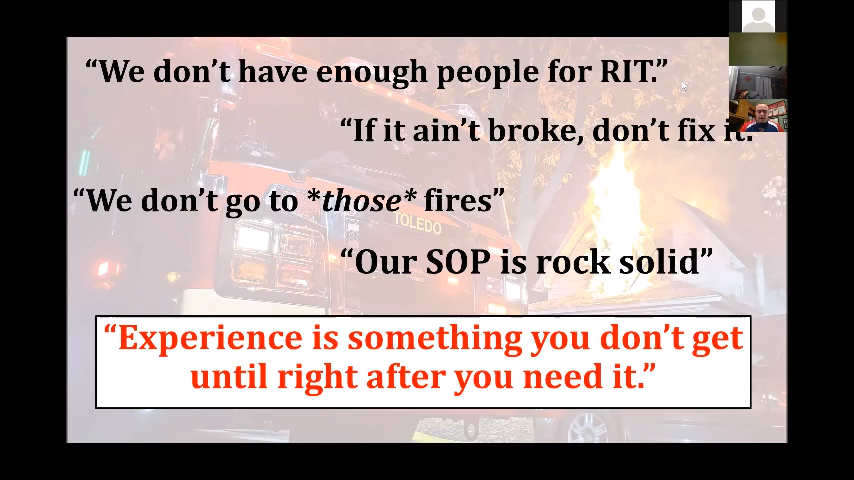 “We don’t have enough people for RIT.”
“If it ain’t broke, don’t fix it.
“We don’t go to *those* fires”
TOLEDO
“Our SOP is rock solid”
“Experience is something you don’t get
until right after you need it.”